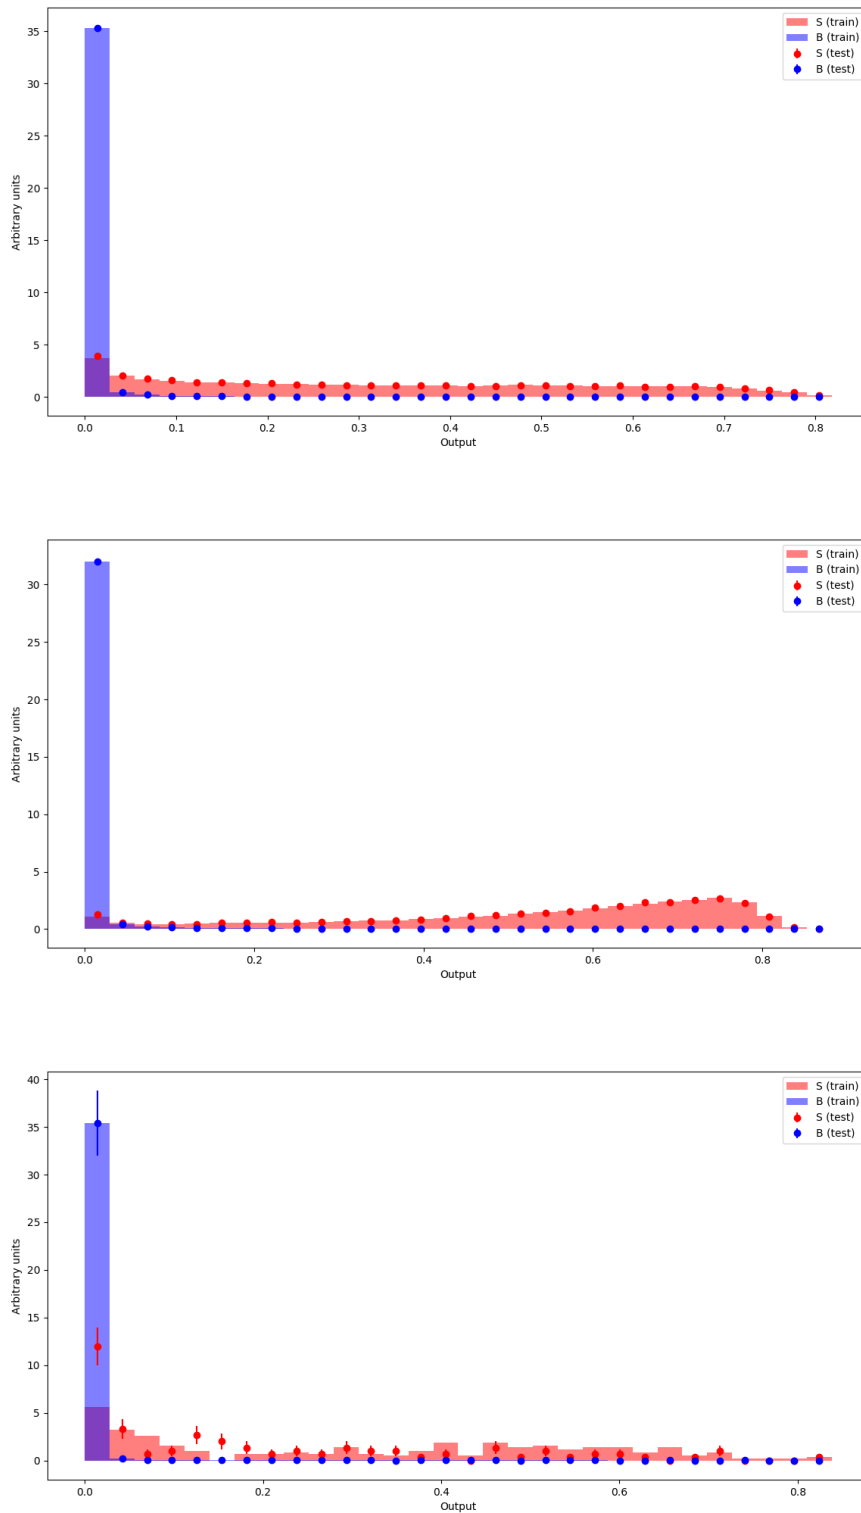 35
30
25
20
15
10
5
0
Arbitrary units
0.0 0.1 0.2 0.3 0.4 0.5 0.6 0.7 0.8
Output
S (train)
B (train)
S (test)
B (test)
30
25
20
15
10
5
0
Arbitrary units
0.0 0.2 0.4 0.6 0.8
Output
S (train)
B (train)
S (test)
B (test)
40
35
30
25
20
15
10
5
0
Arbitrary units
0.0 0.2 0.4 0.6 0.8
Output
S (train)
B (train)
S (test)
B (test)